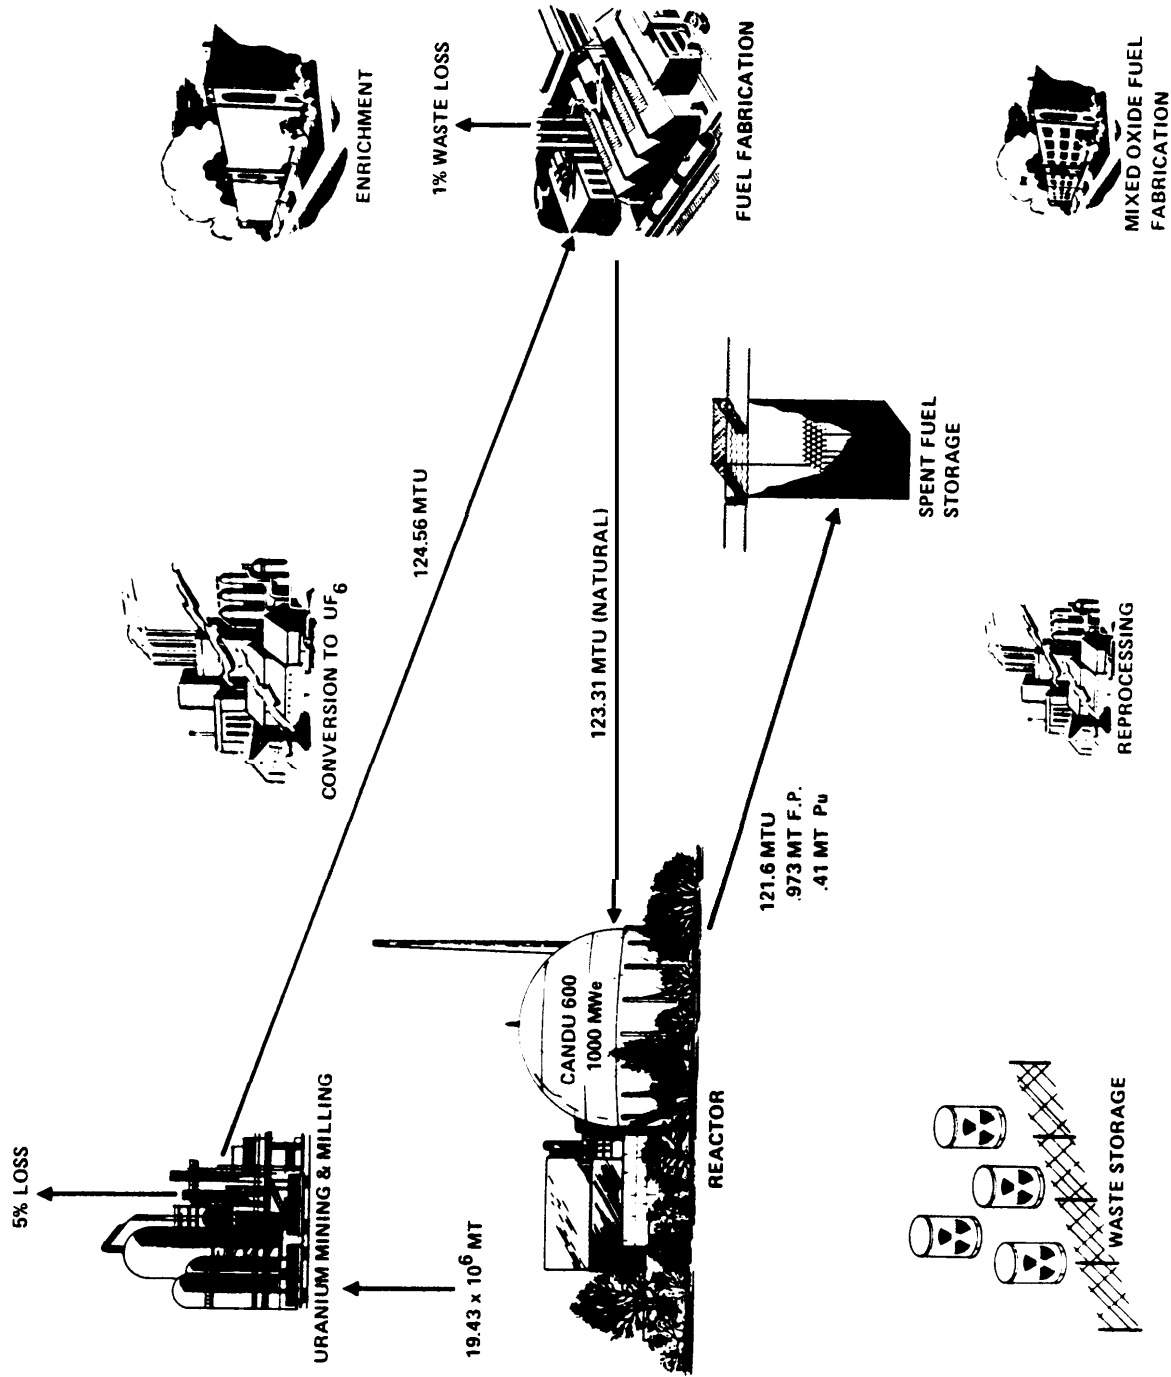 5% LOSS
URANIUM MINING & MILLING
19.43 x 10⁶ MT
CONVERSION TO UF₆
ENRICHMENT
124.56 MTU
1% WASTE LOSS
FUEL FABRICATION
123.31 MTU (NATURAL)
CANDU 600
1000 MWe
REACTOR
121.6 MTU
.973 MT F.P.
.41 MT Pu
SPENT FUEL
STORAGE
WASTE STORAGE
REPROCESSING
MIXED OXIDE FUEL
FABRICATION